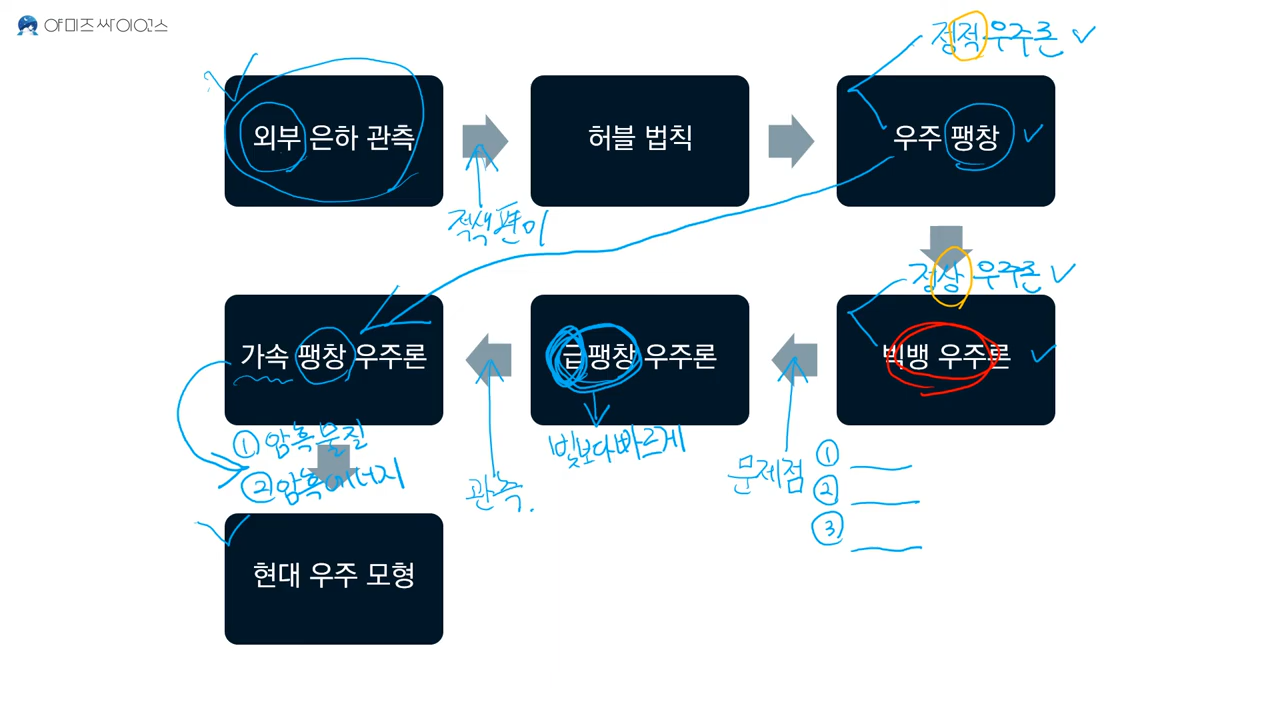 야미즈 싸이언스
정적 우주론
외부 은하 관측
허블 법칙
우주 팽창
적색편이
정상 우주론
가속 팽창 우주론
급팽창 우주론
빅뱅 우주론
① 암흑물질
② 암흑에너지
빛보다 빠르게
관측.
문제점
①
②
③
현대 우주 모형